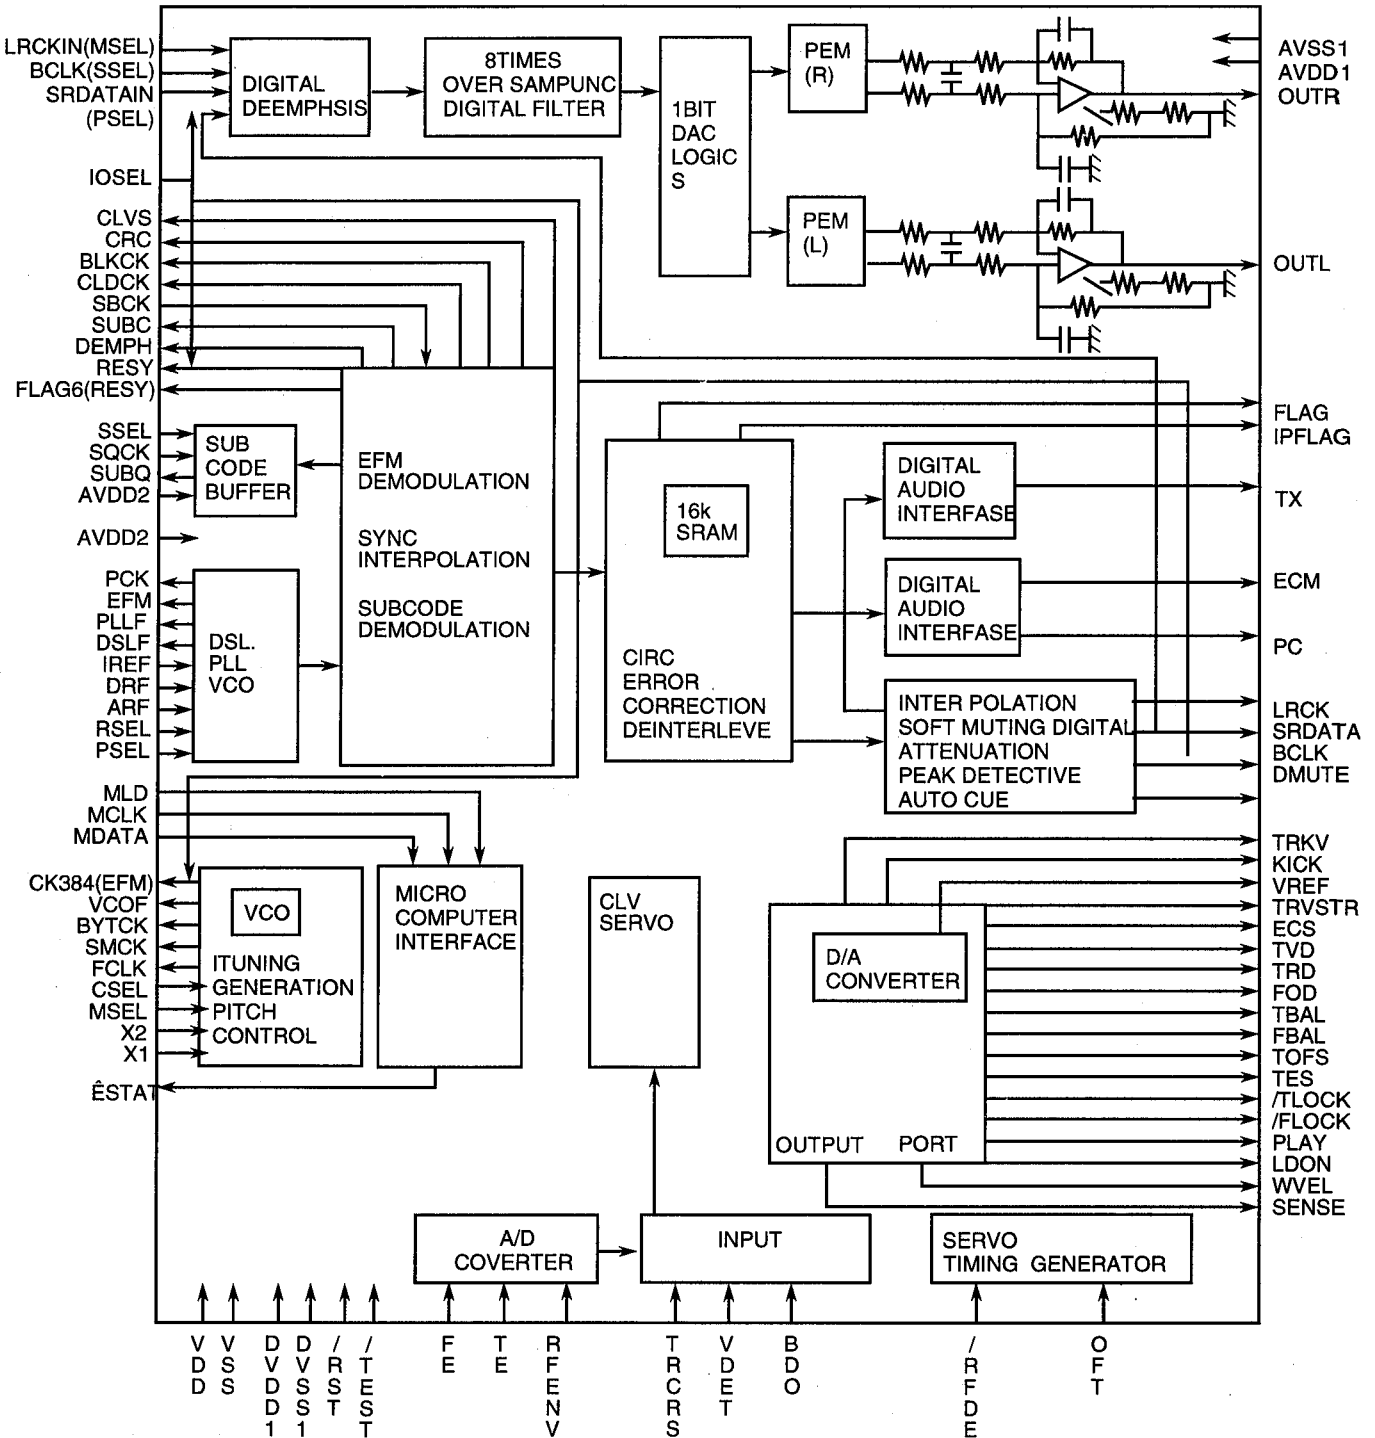 LRCKIN(MSEL)
BCLK(SSEL)
SRDATAIN
(PSEL)
IOSEL
CLVS
CRC
BLKCK
CLDCK
SBCK
SUBC
DEMPH
RESY
FLAG6(RESY)
SSEL
SQCK
SUBQ
AVDD2
AVDD2
PCK
EFM
PLLF
DSLF
IREF
DRF
ARF
RSEL
PSEL
MLD
MCLK
MDATA
CK384(EFM)
VCOF
BYTCK
SMCK
FCLK
CSEL
MSEL
X2
X1
ÊSTAT
DIGITAL
DEEMPHSIS
8TIMES
OVER SAMPUNC
DIGITAL FILTER
1BIT
DAC
LOGIC
S
PEM
(R)
PEM
(L)
AVSS1
AVDD1
OUTR
OUTL
SUB
CODE
BUFFER
EFM
DEMODULATION
SYNC
INTERPOLATION
SUBCODE
DEMODULATION
DSL.
PLL
VCO
16k
SRAM
CIRC
ERROR
CORRECTION
DEINTERLEVE
DIGITAL
AUDIO
INTERFASE
DIGITAL
AUDIO
INTERFASE
INTER POLATION
SOFT MUTING DIGITAL
ATTENUATION
PEAK DETECTIVE
AUTO CUE
FLAG
IPFLAG
TX
ECM
PC
LRCK
SRDATA
BCLK
DMUTE
VCO
ITUNING
GENERATION
PITCH
CONTROL
MICRO
COMPUTER
INTERFACE
CLV
SERVO
D/A
CONVERTER
OUTPUT PORT
TRKV
KICK
VREF
TRVSTR
ECS
TVD
TRD
FOD
TBAL
FBAL
TOFS
TES
/TLOCK
/FLOCK
PLAY
LDON
WVEL
SENSE
A/D
COVERTER
INPUT
SERVO
TIMING GENERATOR
VDD
VSS
DVDD1
DVSS1
/RST
/TEST
FE
TE
RFENV
TRCRS
VDET
BDO
/RFDE
OFT